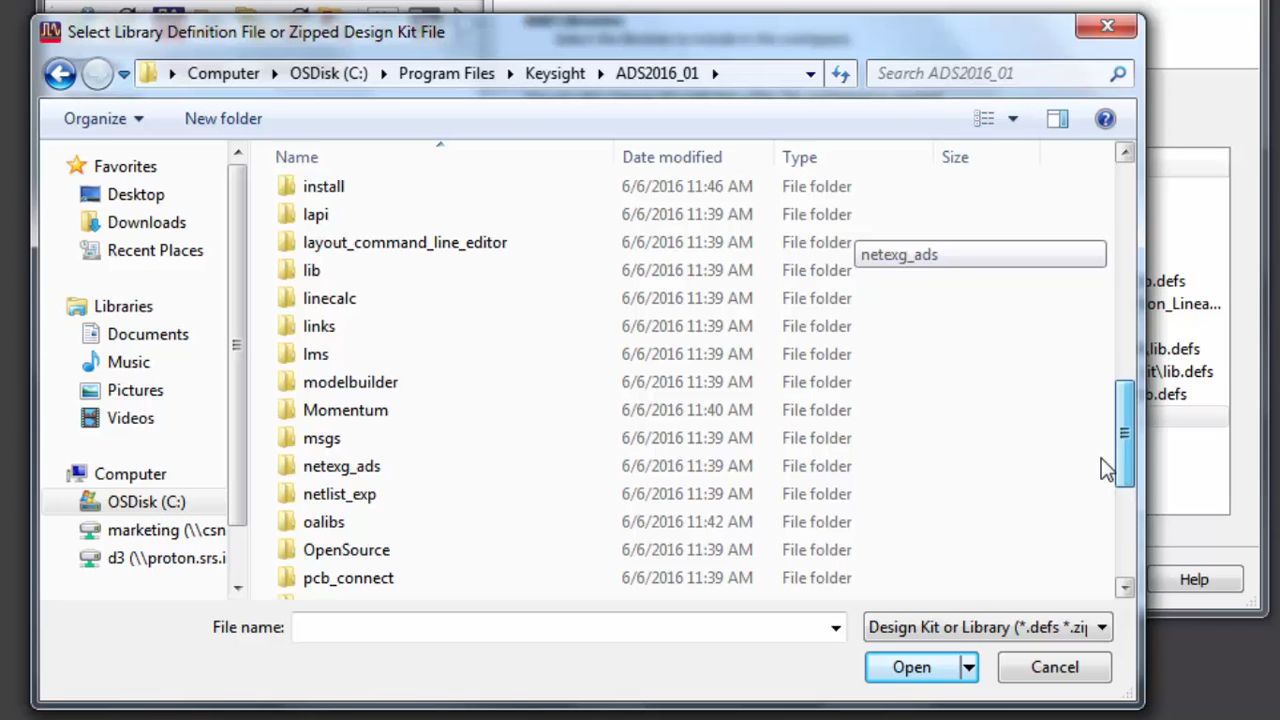 Select Library Definition File or Zipped Design Kit File
Computer OSDisk (C:) Program Files Keysight ADS2016_01 Search ADS2016_01
Organize New folder
Name Date modified Type Size
Favorites
Desktop
Downloads
Recent Places
Libraries
Documents
Music
Pictures
Videos
Computer
OSDisk (C:)
marketing (\\csn
d3 (\\proton.srs.i
install 6/6/2016 11:46 AM File folder
lapi 6/6/2016 11:39 AM File folder
layout_command_line_editor 6/6/2016 11:39 AM File folder
netexg_ads
lib 6/6/2016 11:39 AM File folder
linecalc 6/6/2016 11:39 AM File folder
links 6/6/2016 11:39 AM File folder
lms 6/6/2016 11:39 AM File folder
modelbuilder 6/6/2016 11:39 AM File folder
Momentum 6/6/2016 11:40 AM File folder
msgs 6/6/2016 11:39 AM File folder
netexg_ads 6/6/2016 11:39 AM File folder
netlist_exp 6/6/2016 11:39 AM File folder
oalibs 6/6/2016 11:42 AM File folder
OpenSource 6/6/2016 11:39 AM File folder
pcb_connect 6/6/2016 11:39 AM File folder
File name: Design Kit or Library (*.defs *.zip
Open Cancel
b.defs
on_Linea...
\lib.defs
it\lib.defs
b.defs
Help